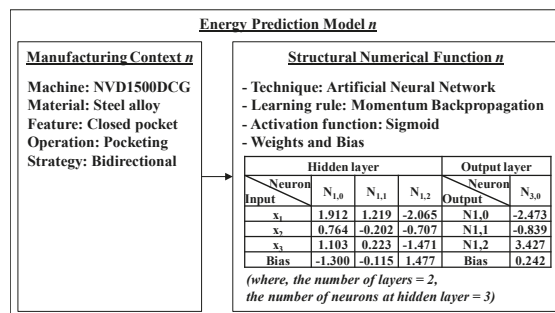 Energy Prediction Model n
Manufacturing Context n
Machine: NVD1500DCG
Material: Steel alloy
Feature: Closed pocket
Operation: Pocketing
Strategy: Bidirectional
Structural Numerical Function n
- Technique: Artificial Neural Network
- Learning rule: Momentum Backpropagation
- Activation function: Sigmoid
- Weights and Bias
Hidden layer Output layer
Neuron Input N1,0 N1,1 N1,2 Neuron Output N3,0
x1 1.912 1.219 -2.065 N1,0 -2.473
x2 0.764 -0.202 -0.707 N1,1 -0.839
x3 1.103 0.223 -1.471 N1,2 3.427
Bias -1.300 -0.115 1.477 Bias 0.242
(where, the number of layers = 2,
the number of neurons at hidden layer = 3)